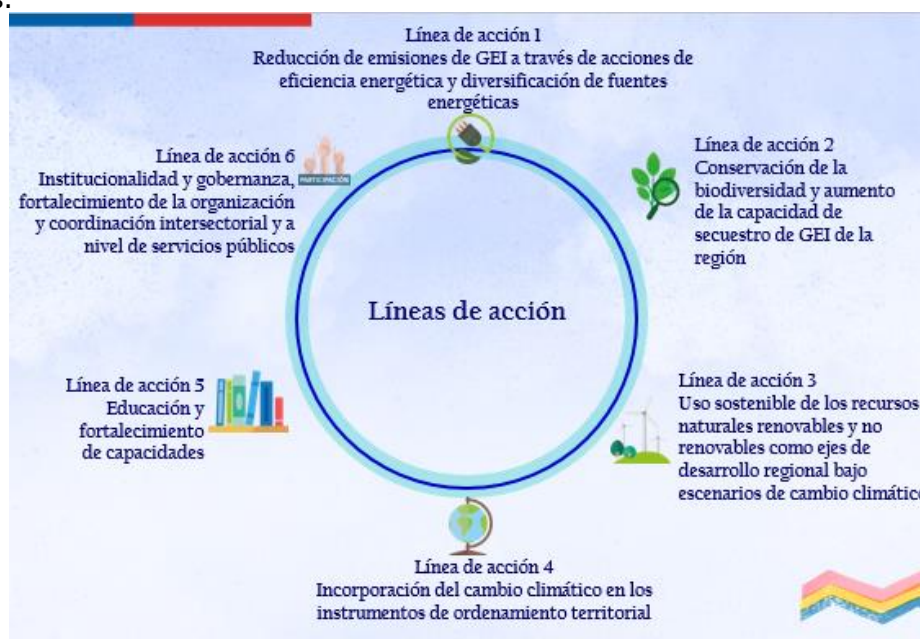 s.
Línea de acción 1
Reducción de emisiones de GEI a través de acciones de
eficiencia energética y diversificación de fuentes
energéticas
Línea de acción 2
Conservación de la
biodiversidad y aumento
de la capacidad de
secuestro de GEI de la
región
Línea de acción 3
Uso sostenible de los recursos
naturales renovables y no
renovables como ejes de
desarrollo regional bajo
escenarios de cambio climático
Línea de acción 4
Incorporación del cambio climático en los
instrumentos de ordenamiento territorial
Línea de acción 5
Educación y
fortalecimiento
de capacidades
Línea de acción 6
Institucionalidad y gobernanza,
fortalecimiento de la organización
y coordinación intersectorial y a
nivel de servicios públicos
PARTICIPACIÓN
Líneas de acción